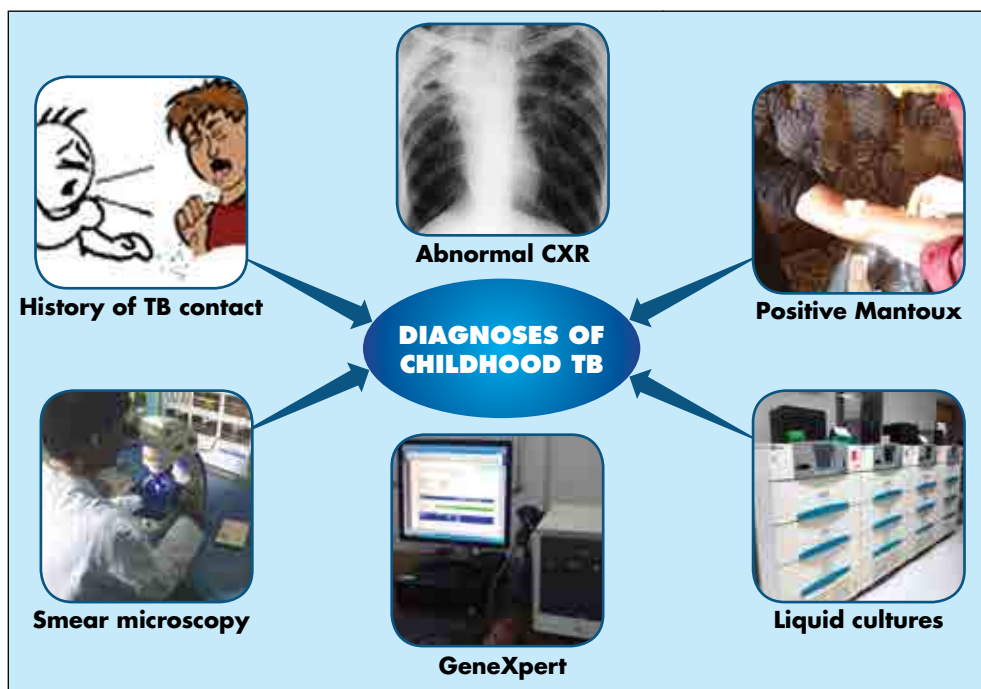 Abnormal CXR
History of TB contact
Positive Mantoux
DIAGNOSES OF
CHILDHOOD TB
Smear microscopy
GeneXpert
Liquid cultures